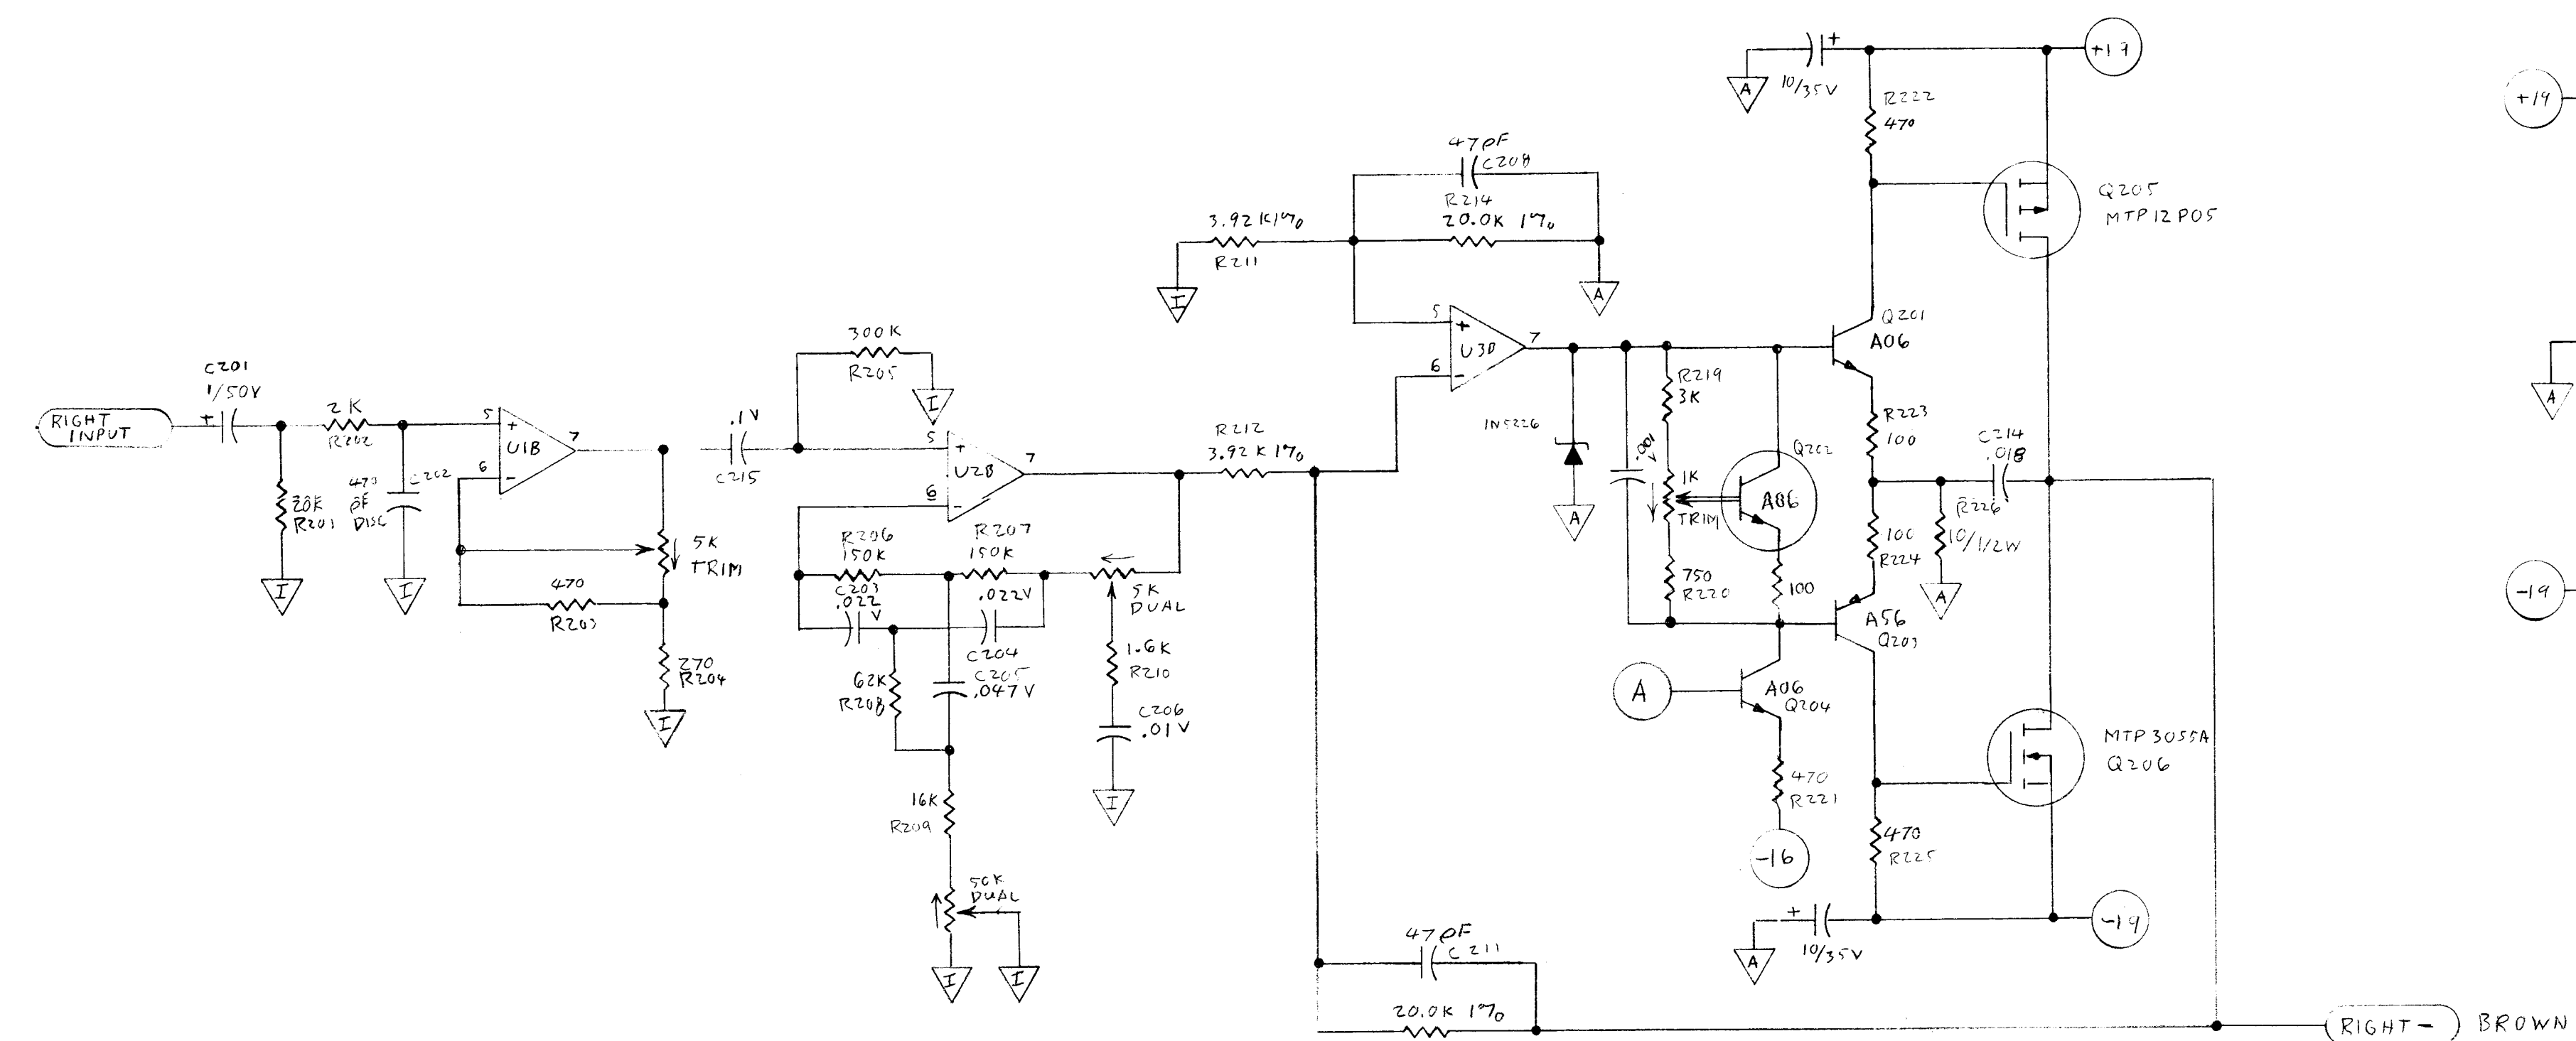 RIGHT
INPUT
C201
1/50V
+
20K
R201
2K
R202
470
pF
DISC
C202
I
I
5
+
U1B
6
-
7
5K
TRIM
470
R203
270
R204
I
.1V
C215
300K
R205
I
5
+
U2B
6
-
7
R206
150K
R207
150K
C203
.022
V
.022V
C204
C205
.047V
62K
R208
16K
R209
50K
DUAL
I
I
5K
DUAL
1.6K
R210
C206
.01V
I
R212
3.92K 1%
3.92K 1%
R211
I
47pF
C208
R214
20.0K 1%
A
5
+
U3B
6
-
7
1N5226
A
.001
V
R219
3K
1K
TRIM
750
R220
Q202
A06
100
A
A06
Q204
470
R221
-16
A
10/35V
+
+19
R222
470
Q205
MTP12P05
Q201
A06
R223
100
C214
.018
R226
10/1/2W
A
100
R224
A56
Q203
MTP3055A
Q206
470
R225
+
10/35V
A
-19
47pF
C211
20.0K 1%
RIGHT-
BROWN
+19
A
-19